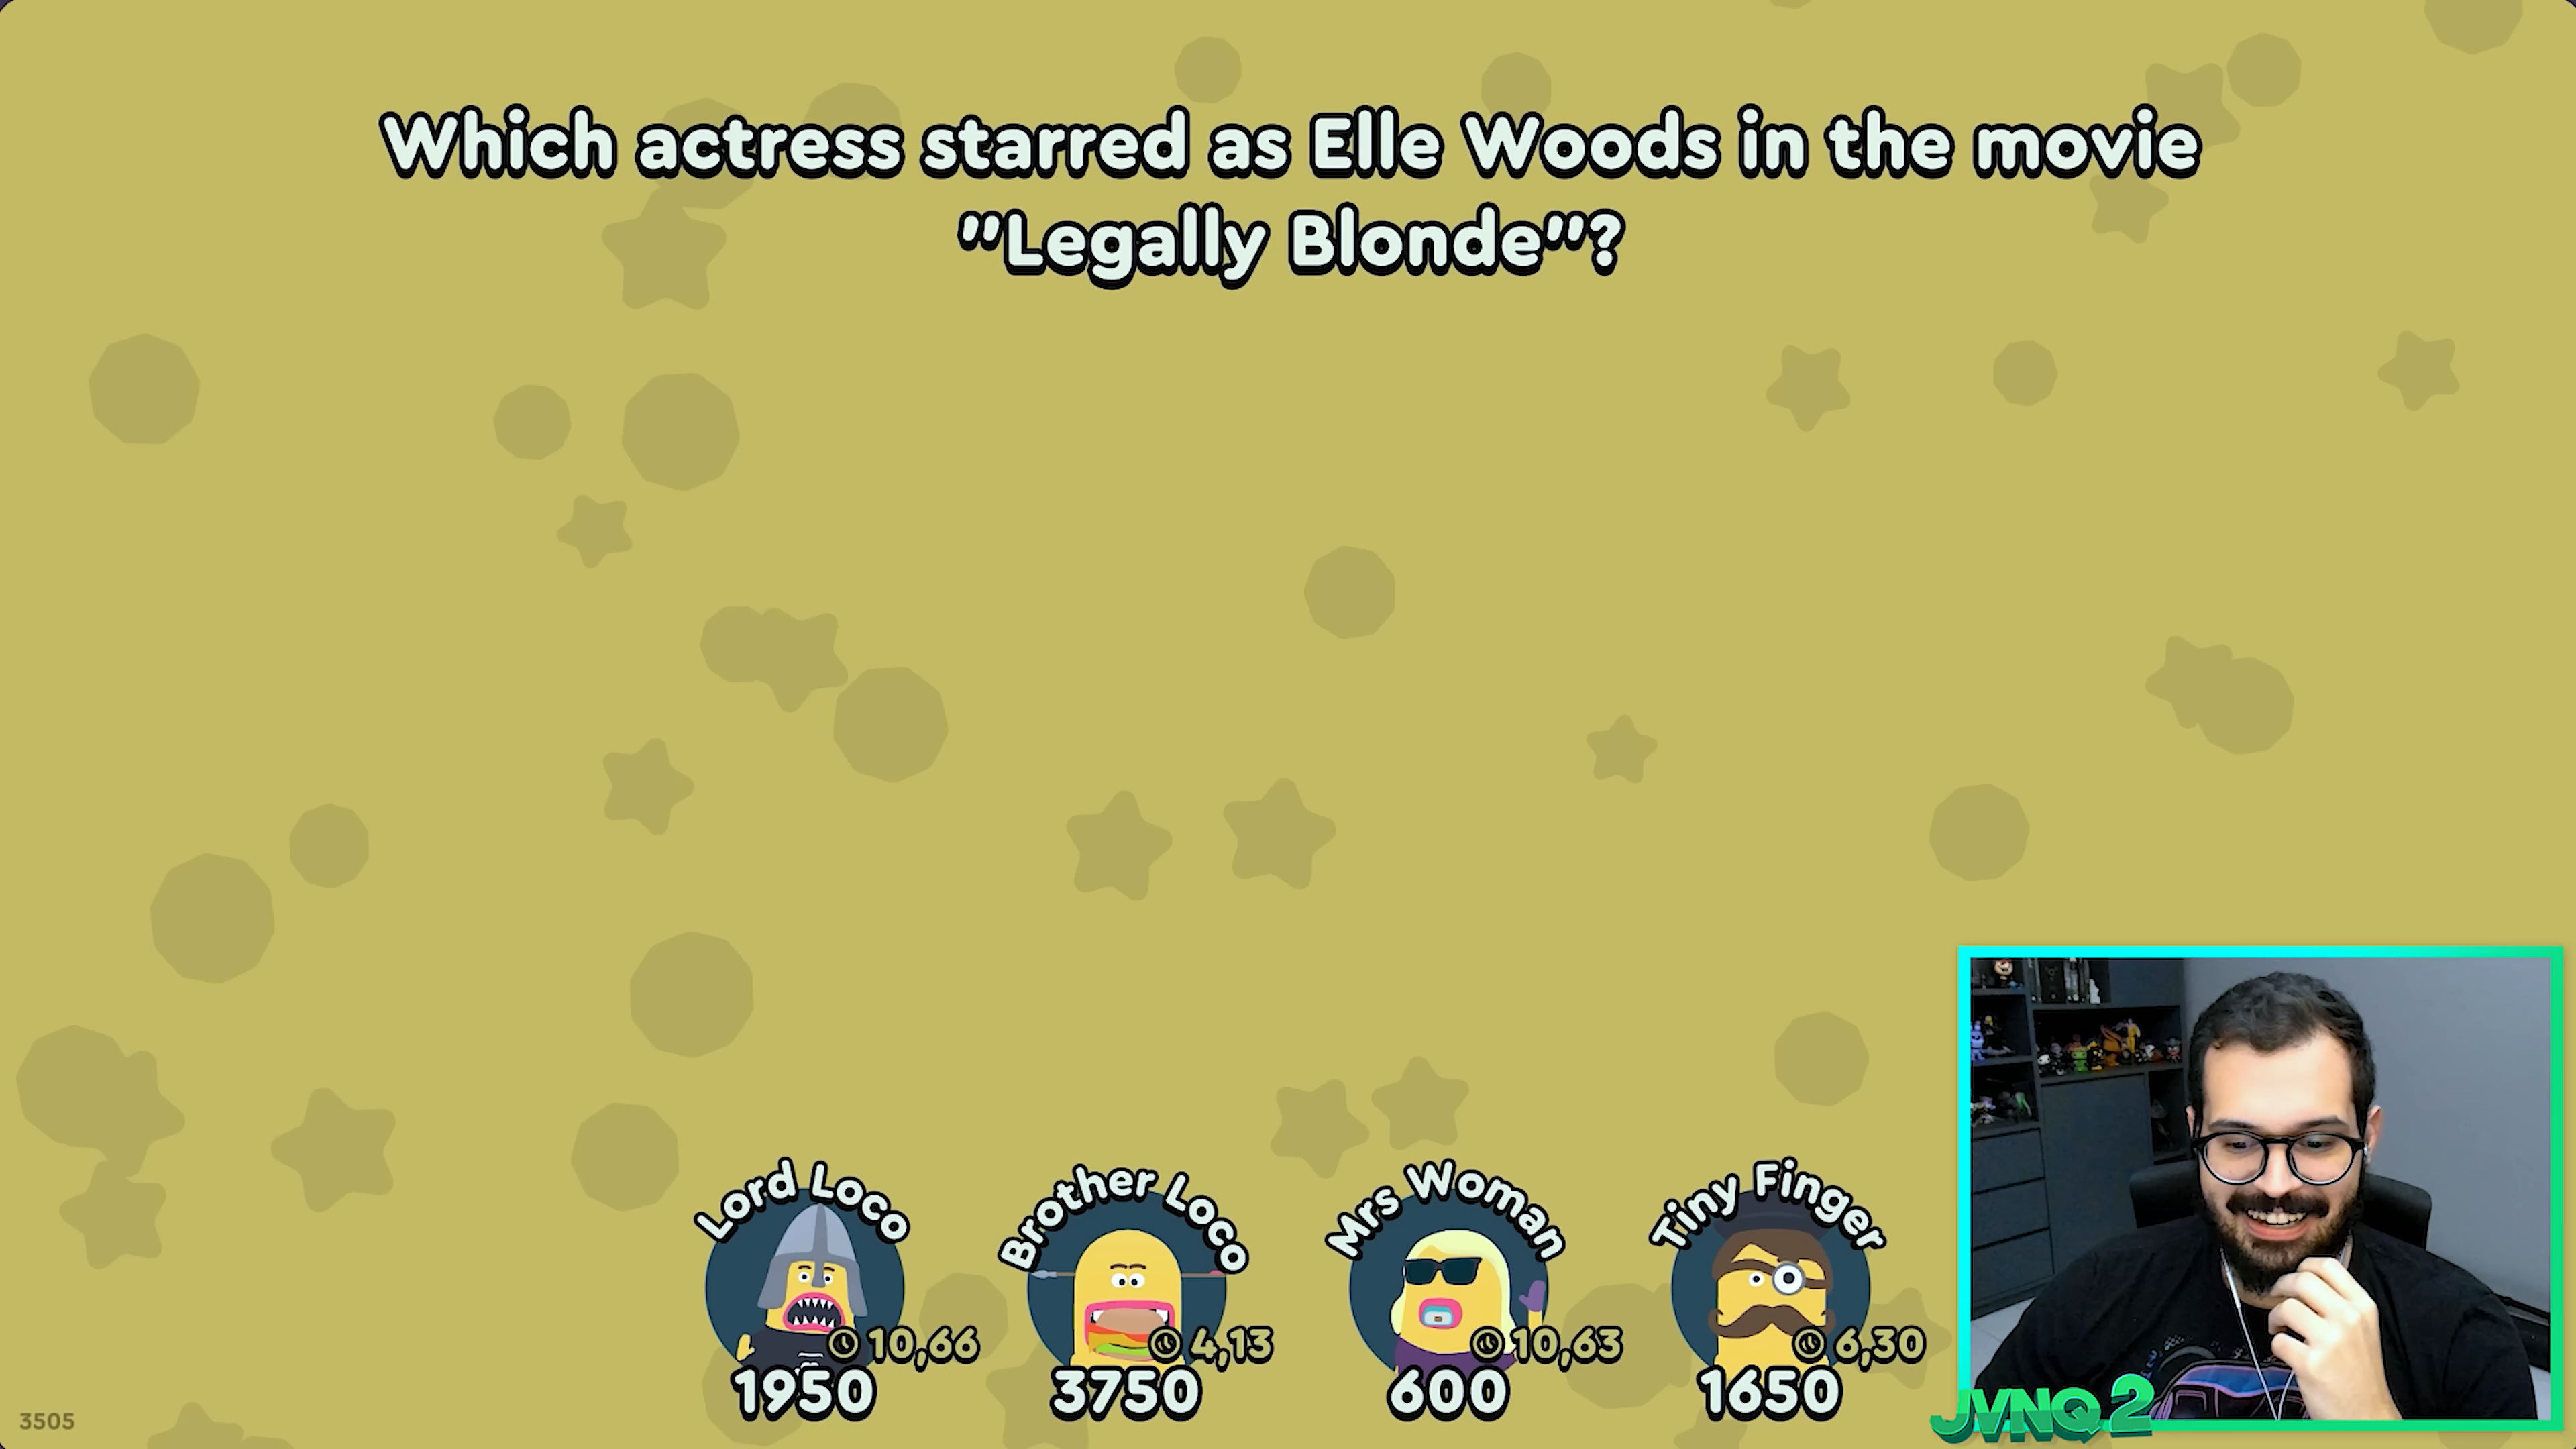 Which actress starred as Elle Woods in the movie
"Legally Blonde"?
Lord Loco
10,66
1950
Brother Loco
4,13
3750
Mrs Woman
10,63
600
Tiny Finger
6,30
1650
3505
JVNQ 2